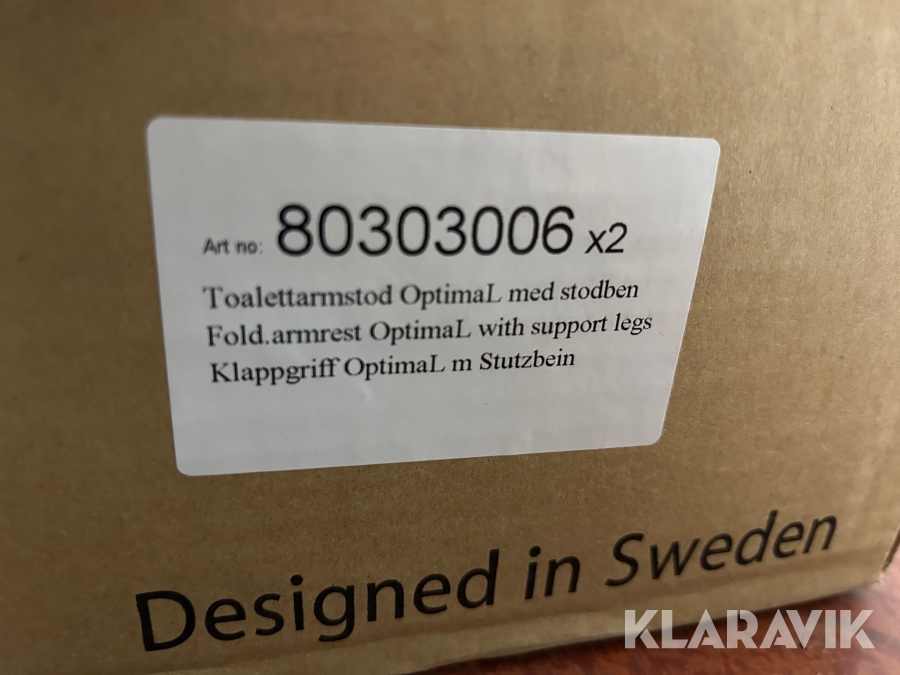 Art no: 80303006 x2
Toalettarmstod OptimaL med stodben
Fold.armrest OptimaL with support legs
Klappgriff OptimaL m Stutzbein
Designed in Sweden
KLARAVIK